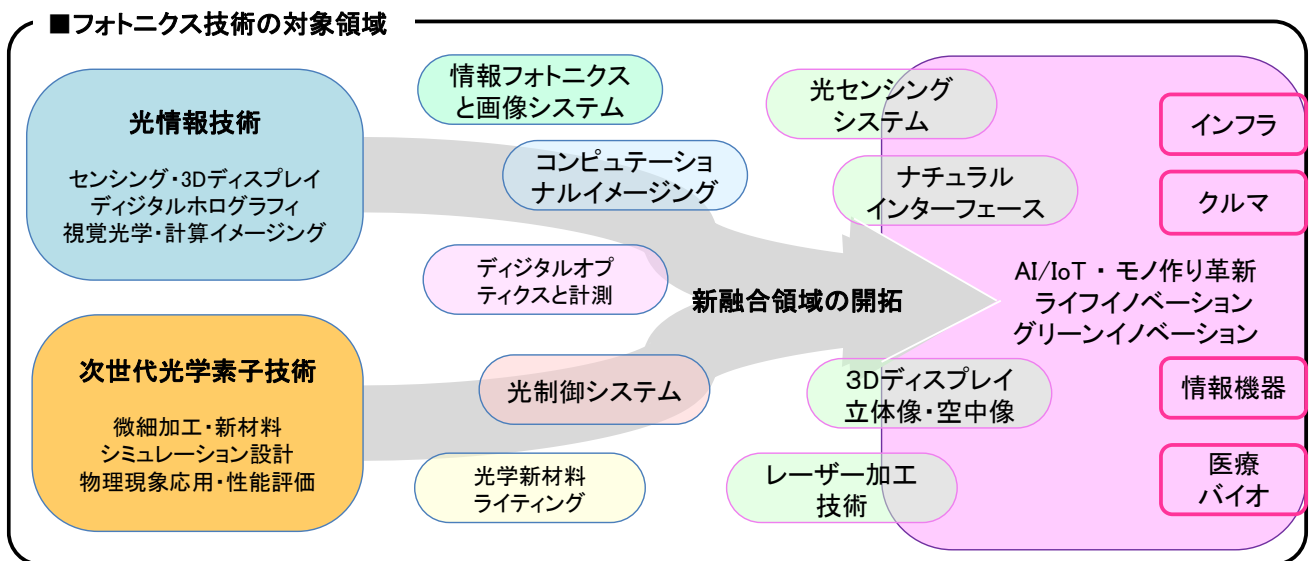 ■フォトニクス技術の対象領域
光情報技術
センシング・3Dディスプレイ
ディジタルホログラフィ
視覚光学・計算イメージング
次世代光学素子技術
微細加工・新材料
シミュレーション設計
物理現象応用・性能評価
情報フォトニクス
と画像システム
コンピュテーショ
ナルイメージング
ディジタルオプ
ティクスと計測
光制御システム
光学新材料
ライティング
新融合領域の開拓
光センシング
システム
ナチュラル
インターフェース
3Dディスプレイ
立体像・空中像
レーザー加工
技術
AI/IoT ・ モノ作り革新
ライフイノベーション
グリーンイノベーション
インフラ
クルマ
情報機器
医療
バイオ